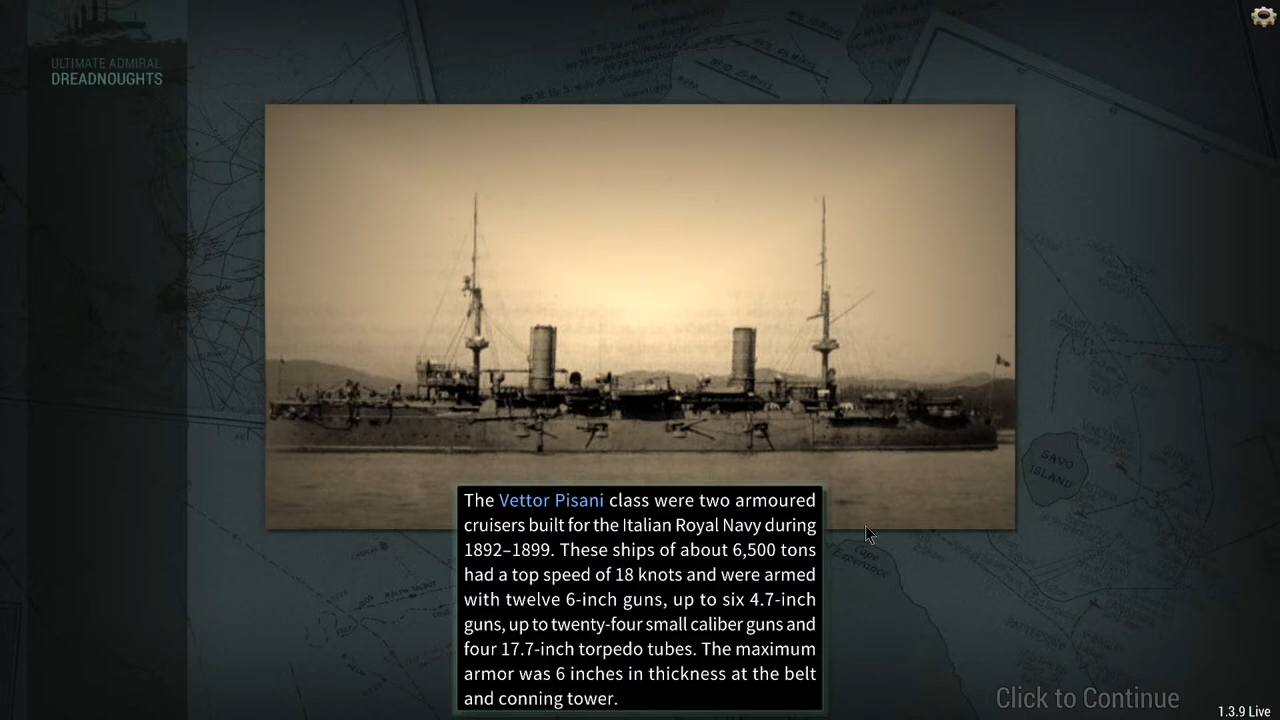 ULTIMATE ADMIRAL
DREADNOUGHTS
SAVO
ISLAND
Cape
Esperance
The Vettor Pisani class were two armoured
cruisers built for the Italian Royal Navy during
1892–1899. These ships of about 6,500 tons
had a top speed of 18 knots and were armed
with twelve 6-inch guns, up to six 4.7-inch
guns, up to twenty-four small caliber guns and
four 17.7-inch torpedo tubes. The maximum
armor was 6 inches in thickness at the belt
and conning tower.
Click to Continue
1.3.9 Live